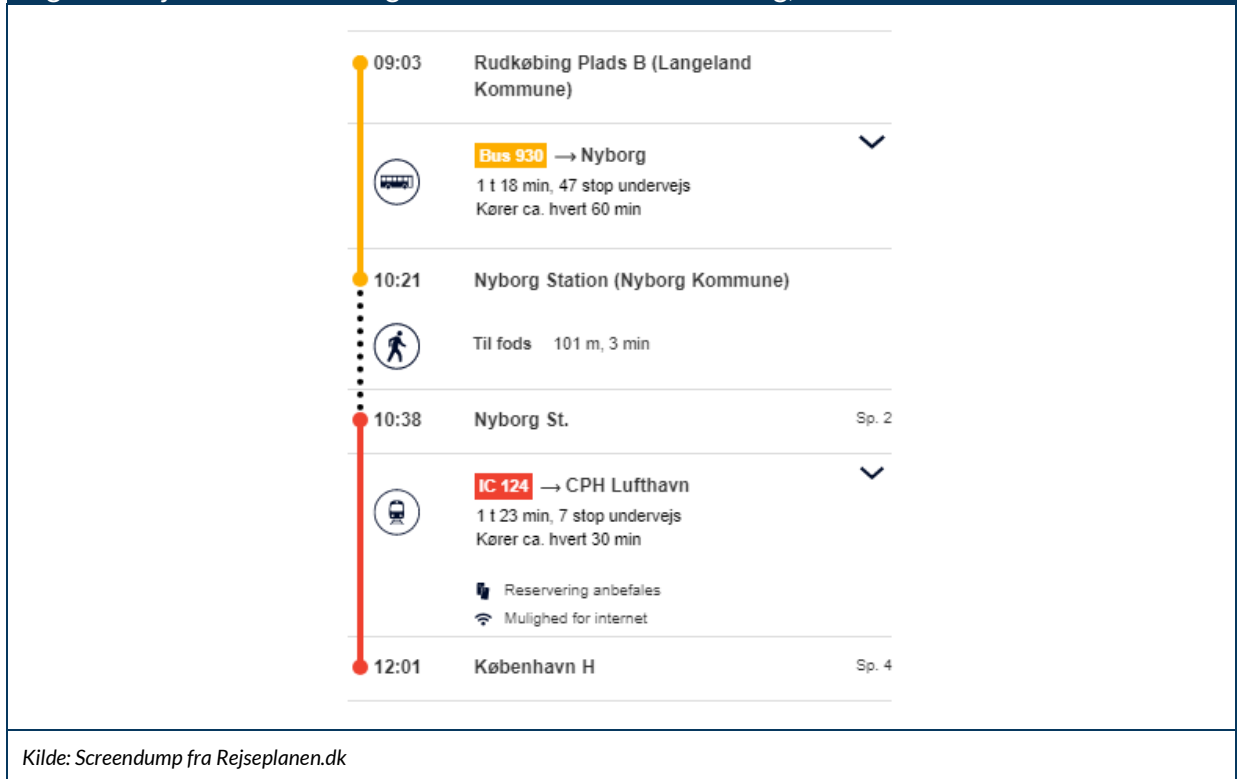 09:03 Rudkøbing Plads B (Langeland
Kommune)
Bus 930 → Nyborg
1 t 18 min, 47 stop undervejs
Kører ca. hvert 60 min
10:21 Nyborg Station (Nyborg Kommune)
Til fods 101 m, 3 min
10:38 Nyborg St. Sp. 2
IC 124 → CPH Lufthavn
1 t 23 min, 7 stop undervejs
Kører ca. hvert 30 min
Reservering anbefales
Mulighed for internet
12:01 København H Sp. 4
Kilde: Screendump fra Rejseplanen.dk